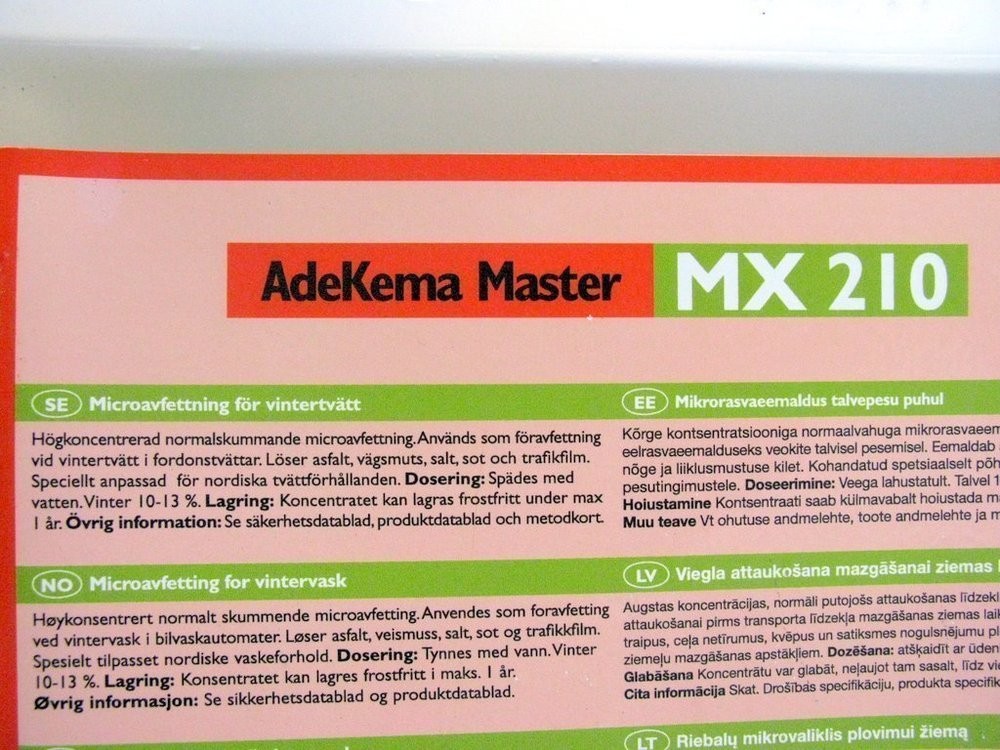 AdeKema Master MX 210
SE Microavfettning för vintertvätt
Högkoncentrerad normalskummande microavfettning. Används som föravfettning
vid vintertvätt i fordonstvättar. Löser asfalt, vägsmuts, salt, sot och trafikfilm.
Speciellt anpassad för nordiska tvättförhållanden. Dosering: Spädes med
vatten. Vinter 10-13 %. Lagring: Koncentratet kan lagras frostfritt under max
1 år. Övrig information: Se säkerhetsdatablad, produktdatablad och metodkort.
NO Microavfetting for vintervask
Høykonsentrert normalt skummende microavfetting. Anvendes som foravfetting
ved vintervask i bilvaskautomater. Løser asfalt, veismuss, salt, sot og trafikkfilm.
Spesielt tilpasset nordiske vaskeforhold. Dosering: Tynnes med vann. Vinter
10-13 %. Lagring: Konsentratet kan lagres frostfritt i maks. 1 år.
Øvrig informasjon: Se sikkerhetsdatablad og produktdatablad.
EE Mikrorasvaeemaldus talvepesu puhul
Kõrge kontsentratsiooniga normaalvahuga mikrorasvaeem
eelrasvaeemalduseks veokite talvisel pesemisel. Eemaldab
nõge ja liiklusmustuse kilet. Kohandatud spetsiaalselt põh
pesutingimustele. Doseerimine: Veega lahustatult. Talvel 1
Hoiustamine Kontsentraati saab külmavabalt hoiustada m
Muu teave Vt ohutuse andmelehte, toote andmelehte ja m
LV Viegla attaukošana mazgāšanai ziemas
Augstas koncentrācijas, normāli putojošs attaukošanas līdzekl
attaukošanai pirms transporta līdzekļa mazgāšanas ziemas laik
traipus, ceļa netīrumus, kvēpus un satiksmes nogulsnējumu pl
ziemeļu mazgāšanas apstākļiem. Dozēšana: atšķaidīt ar ūden
Glabāšana Koncentrātu var glabāt, neļaujot tam sasalt, līdz vie
Cita informācija Skat. Drošības specifikāciju, produkta specifik
LT Riebalų mikrovaliklis plovimui žiemą